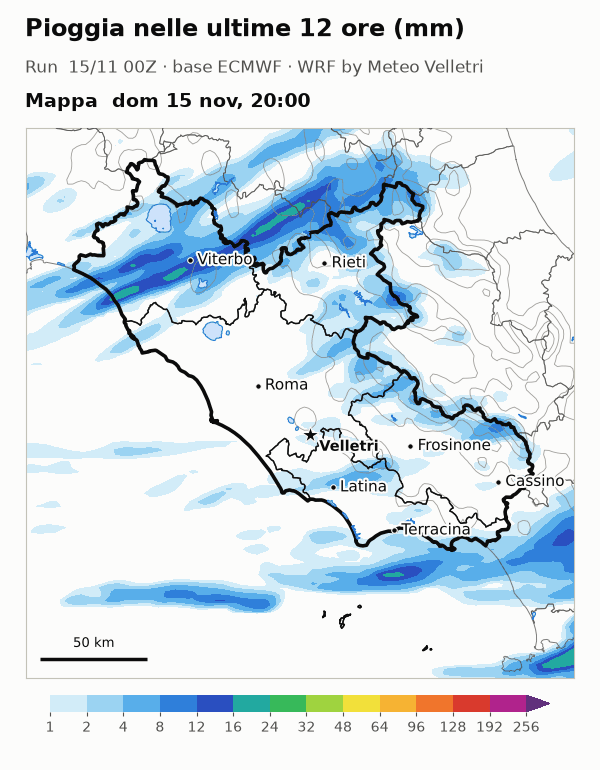 Pioggia nelle ultime 12 ore (mm)
Run  15/11 00Z · base ECMWF · WRF by Meteo Velletri
Mappa  dom 15 nov, 20:00
Viterbo
Rieti
Roma
Velletri
Frosinone
Cassino
Latina
Terracina
50 km
1 2 4 8 12 16 24 32 48 64 96 128 192 256